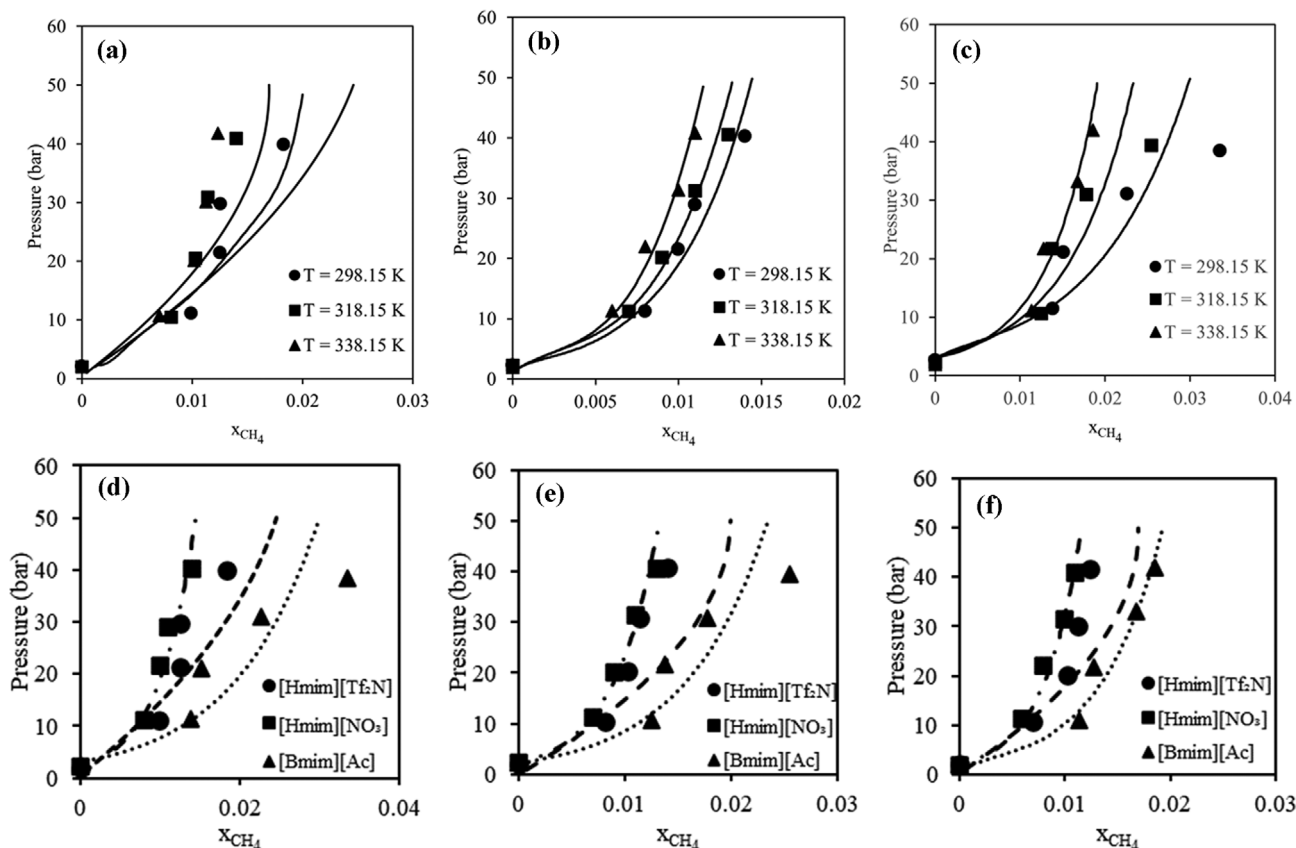 (a)
60
50
40
30
20
10
0
Pressure (bar)
T = 298.15 K
T = 318.15 K
T = 338.15 K
0
0.01
0.02
0.03
xCH4
(b)
60
50
40
30
20
10
0
Pressure (bar)
T = 298.15 K
T = 318.15 K
T = 338.15 K
0
0.005
0.01
0.015
0.02
xCH4
(c)
60
50
40
30
20
10
0
Pressure (bar)
T = 298.15 K
T = 318.15 K
T = 338.15 K
0
0.01
0.02
0.03
0.04
xCH4
(d)
60
50
40
30
20
10
0
Pressure (bar)
[Hmim][Tf₂N]
[Hmim][NO₃]
[Bmim][Ac]
0
0.02
0.04
xCH4
(e)
60
50
40
30
20
10
0
Pressure (bar)
[Hmim][Tf₂N]
[Hmim][NO₃]
[Bmim][Ac]
0
0.01
0.02
0.03
xCH4
(f)
60
50
40
30
20
10
0
Pressure (bar)
[Hmim][Tf₂N]
[Hmim][NO₃]
[Bmim][Ac]
0
0.01
0.02
0.03
xCH4